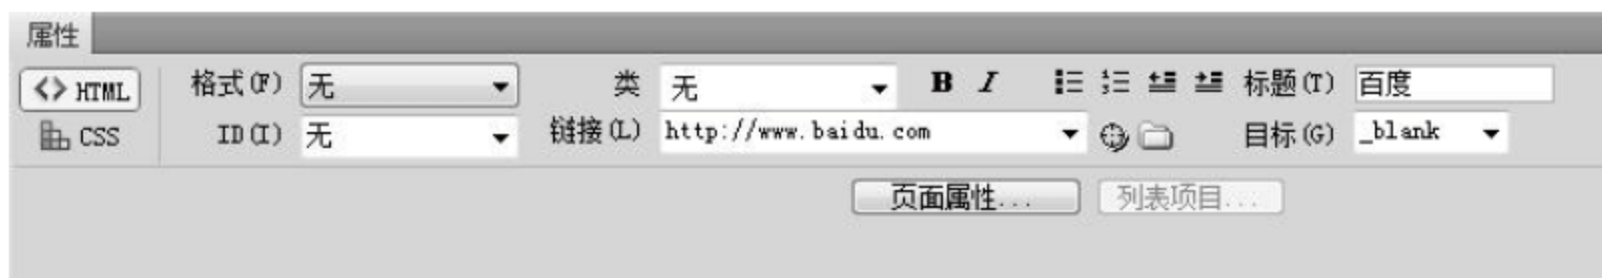 属性
<> HTML 格式(F) 无 类 无 B I 标题(T) 百度
CSS ID(I) 无 链接(L) http://www.baidu.com 目标(G) _blank
页面属性... 列表项目...